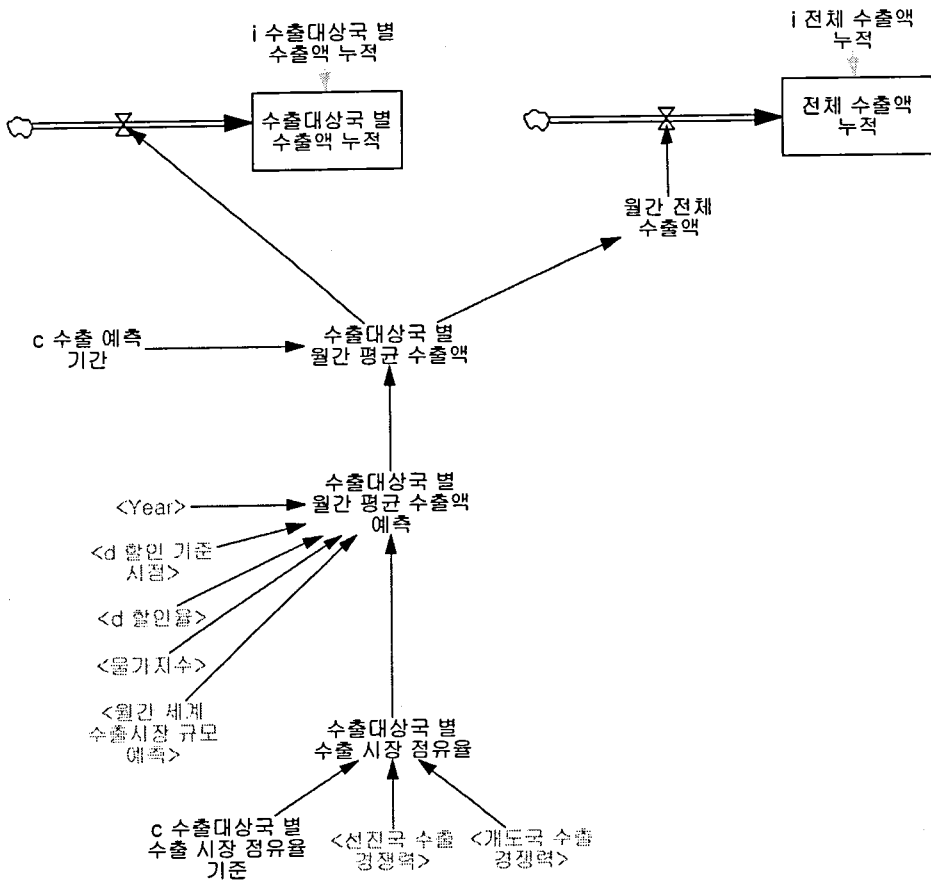 i 수출대상국 별
수출액 누적
i 전체 수출액
누적
수출대상국 별
수출액 누적
전체 수출액
누적
월간 전체
수출액
c 수출 예측
기간
수출대상국 별
월간 평균 수출액
수출대상국 별
월간 평균 수출액
예측
<Year>
<d 할인 기준
시점>
<d 할인율>
<물가지수>
<월간 세계
수출시장 규모
예측>
수출대상국 별
수출 시장 점유율
c 수출대상국 별
수출 시장 점유율
기준
<선진국 수출
경쟁력>
<개도국 수출
경쟁력>